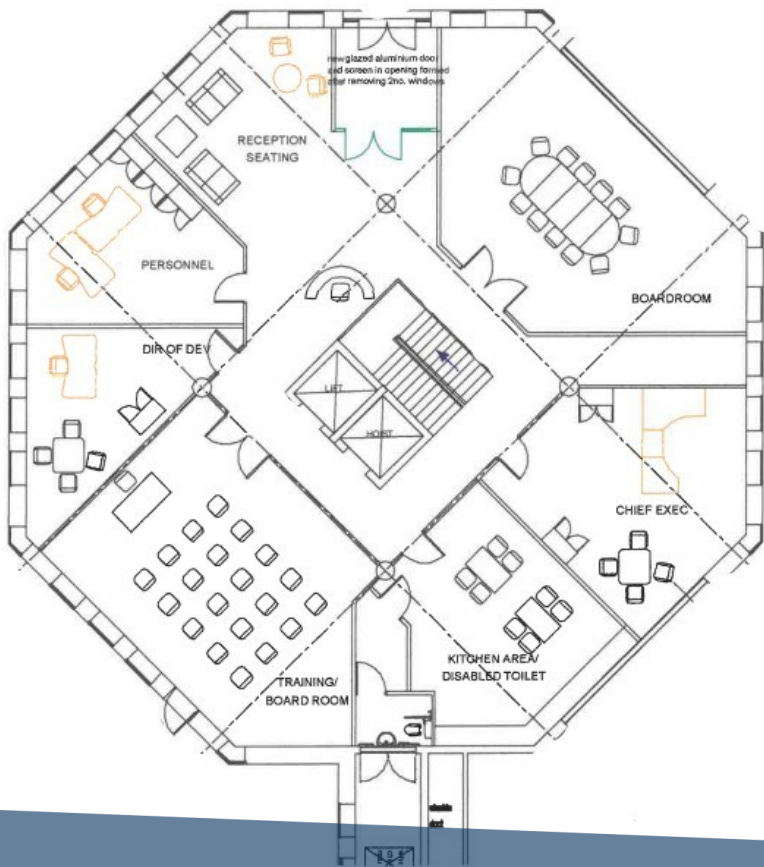 new glazed aluminium door
and screen in opening formed
after removing 2no. windows
RECEPTION
SEATING
PERSONNEL
BOARDROOM
DIR OF DEV
LIFT
HOIST
CHIEF EXEC
KITCHEN AREA/
DISABLED TOILET
TRAINING/
BOARD ROOM
duct